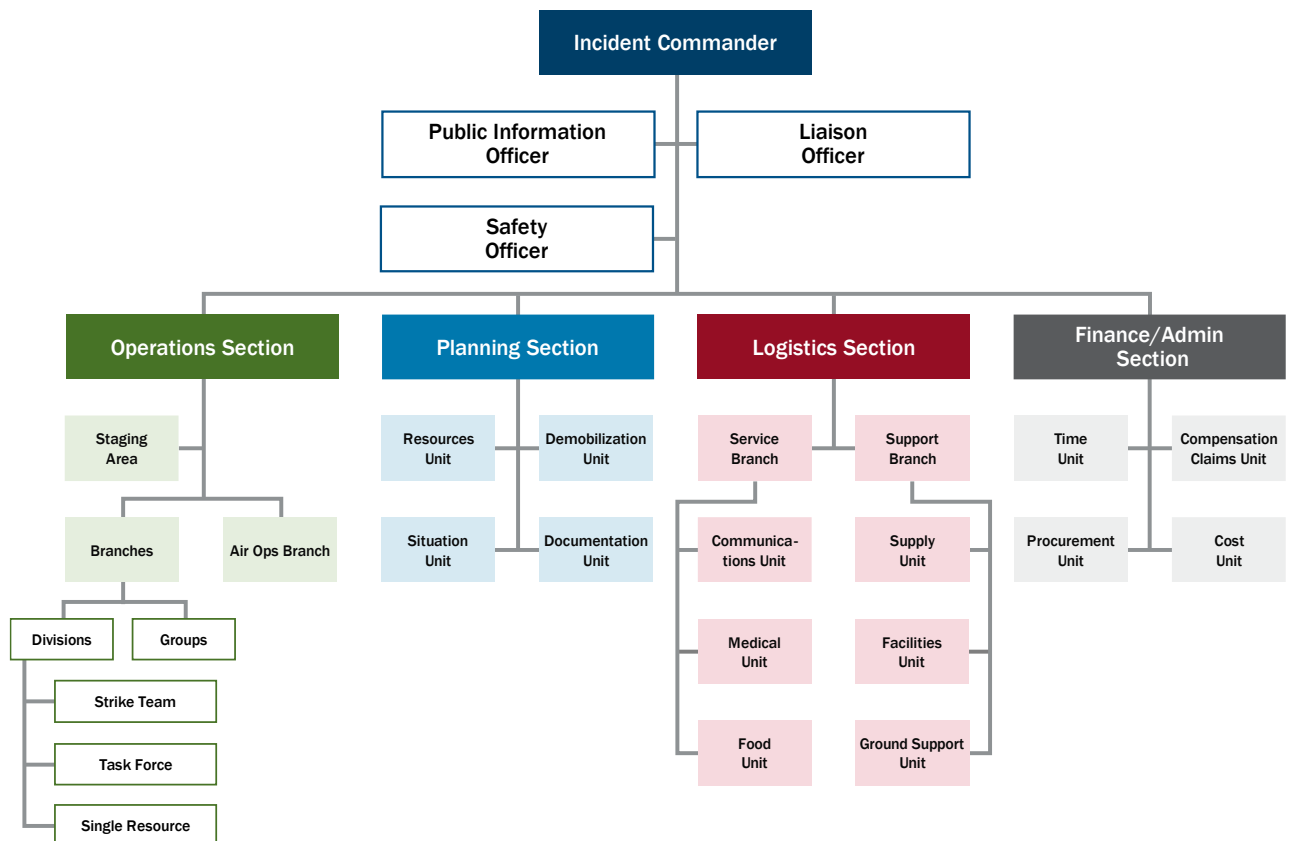 Incident Commander
Public Information
Officer
Liaison
Officer
Safety
Officer
Operations Section
Planning Section
Logistics Section
Finance/Admin
Section
Staging
Area
Resources
Unit
Demobilization
Unit
Service
Branch
Support
Branch
Time
Unit
Compensation
Claims Unit
Branches
Air Ops Branch
Situation
Unit
Documentation
Unit
Communica-
tions Unit
Supply
Unit
Procurement
Unit
Cost
Unit
Divisions
Groups
Medical
Unit
Facilities
Unit
Strike Team
Task Force
Food
Unit
Ground Support
Unit
Single Resource